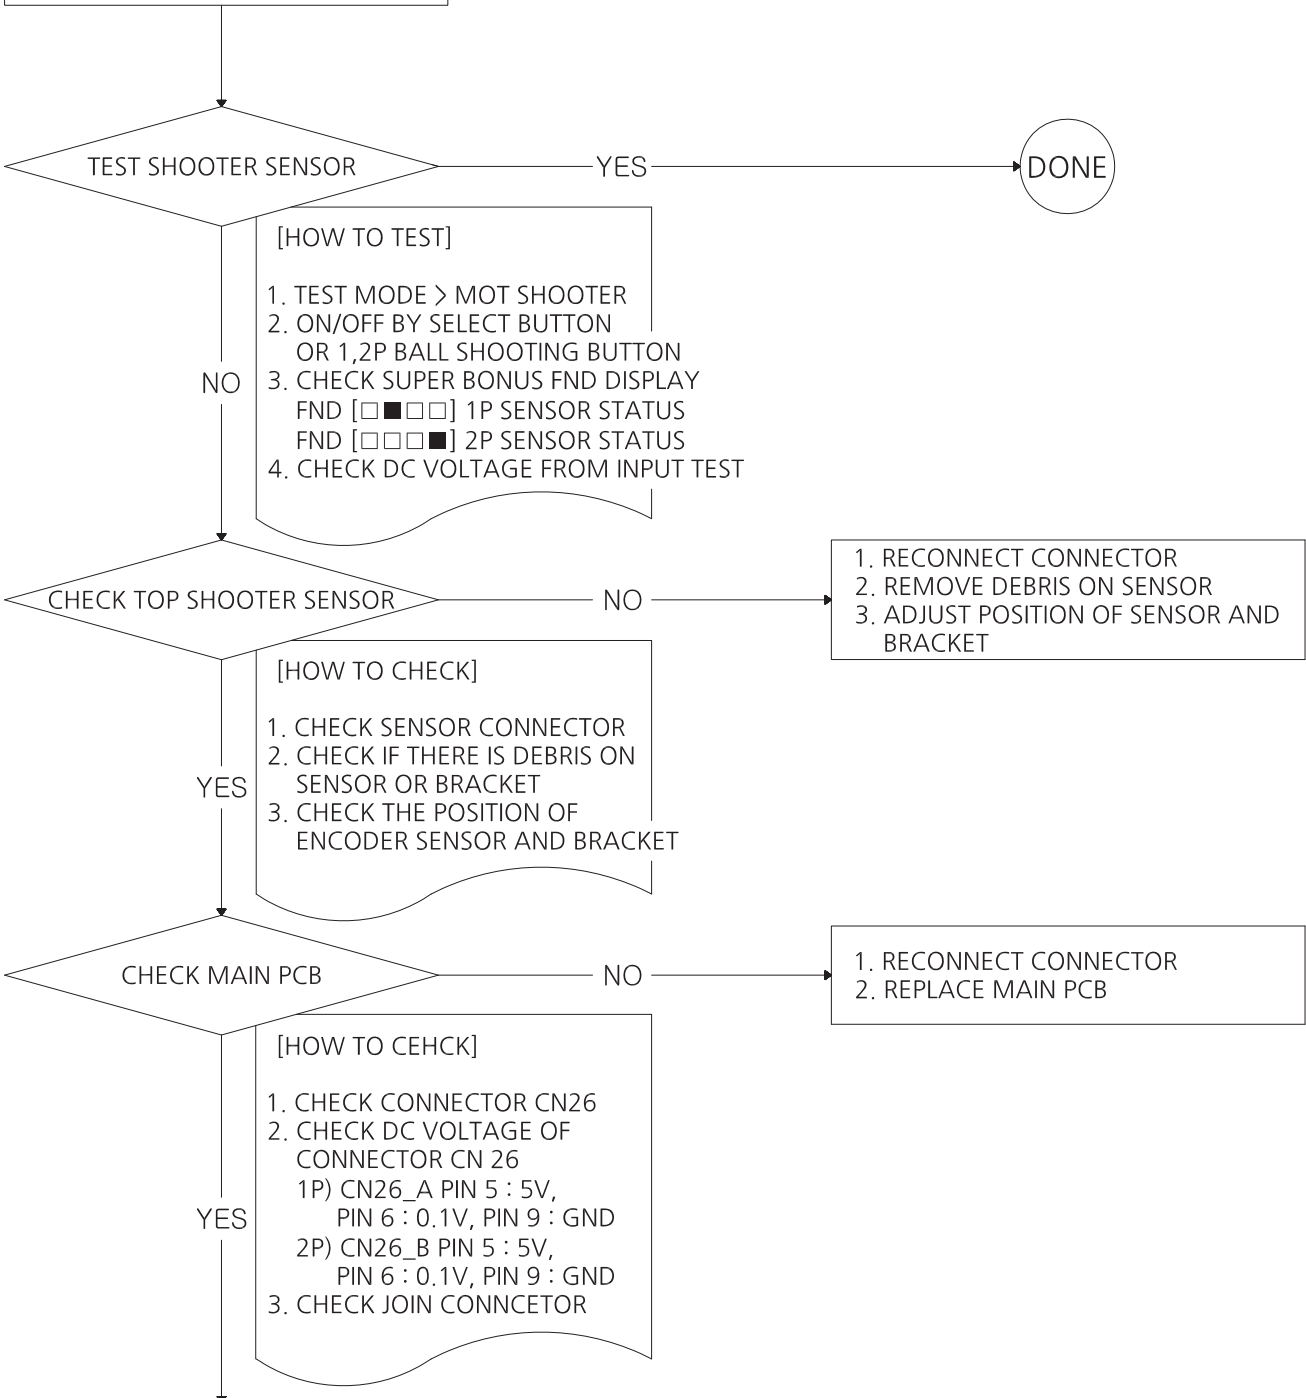 TEST SHOOTER SENSOR
YES
DONE
[HOW TO TEST]
1. TEST MODE > MOT SHOOTER
2. ON/OFF BY SELECT BUTTON
OR 1,2P BALL SHOOTING BUTTON
3. CHECK SUPER BONUS FND DISPLAY
FND [□■□□] 1P SENSOR STATUS
FND [□□□■] 2P SENSOR STATUS
4. CHECK DC VOLTAGE FROM INPUT TEST
NO
CHECK TOP SHOOTER SENSOR
NO
1. RECONNECT CONNECTOR
2. REMOVE DEBRIS ON SENSOR
3. ADJUST POSITION OF SENSOR AND
BRACKET
[HOW TO CHECK]
1. CHECK SENSOR CONNECTOR
2. CHECK IF THERE IS DEBRIS ON
SENSOR OR BRACKET
3. CHECK THE POSITION OF
ENCODER SENSOR AND BRACKET
YES
CHECK MAIN PCB
NO
1. RECONNECT CONNECTOR
2. REPLACE MAIN PCB
[HOW TO CEHCK]
1. CHECK CONNECTOR CN26
2. CHECK DC VOLTAGE OF
CONNECTOR CN 26
1P) CN26_A PIN 5 : 5V,
PIN 6 : 0.1V, PIN 9 : GND
2P) CN26_B PIN 5 : 5V,
PIN 6 : 0.1V, PIN 9 : GND
3. CHECK JOIN CONNCETOR
YES